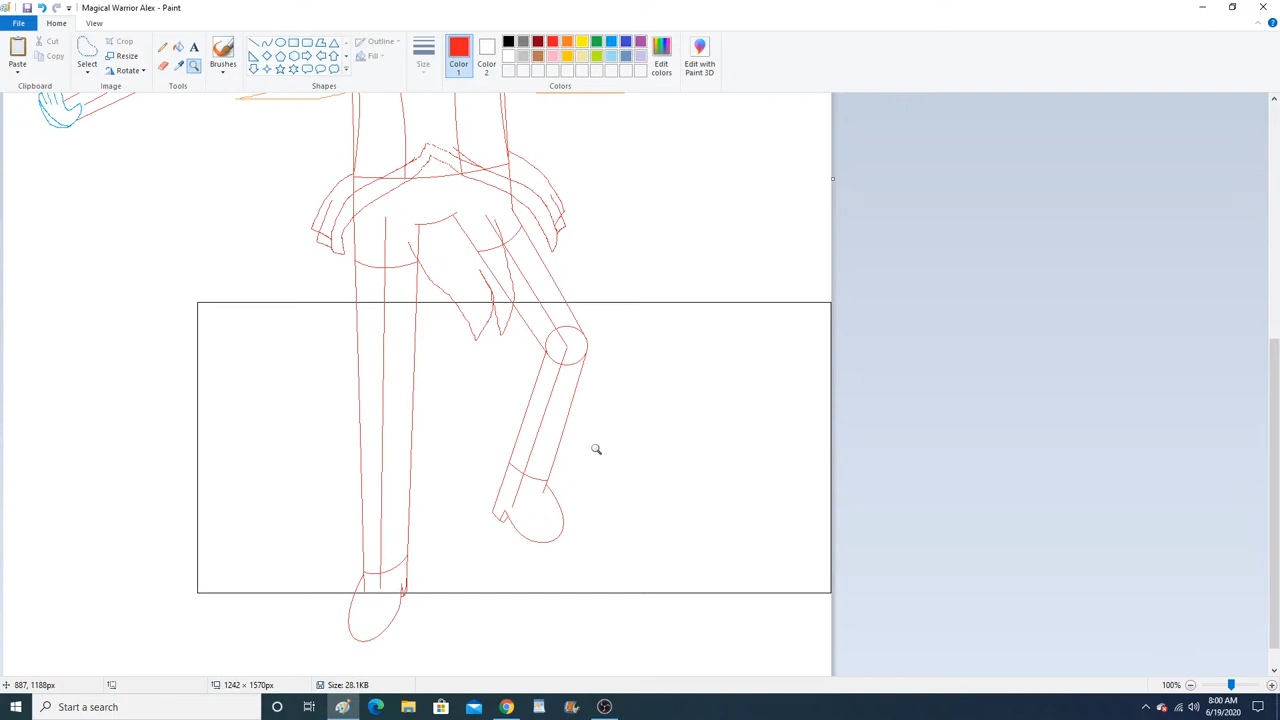 Magical Warrior Alex - Paint
File Home View
Paste
Cut
Copy
Clipboard
Select
Crop
Resize
Rotate
Image
A
Tools
Brushes
Outline
Fill
Shapes
Size
Color 1
Color 2
Edit colors
Colors
Edit with Paint 3D
887, 1188px
1242 × 1570px
Size: 28.1KB
100%
Search
8:00 AM
6/19/2020